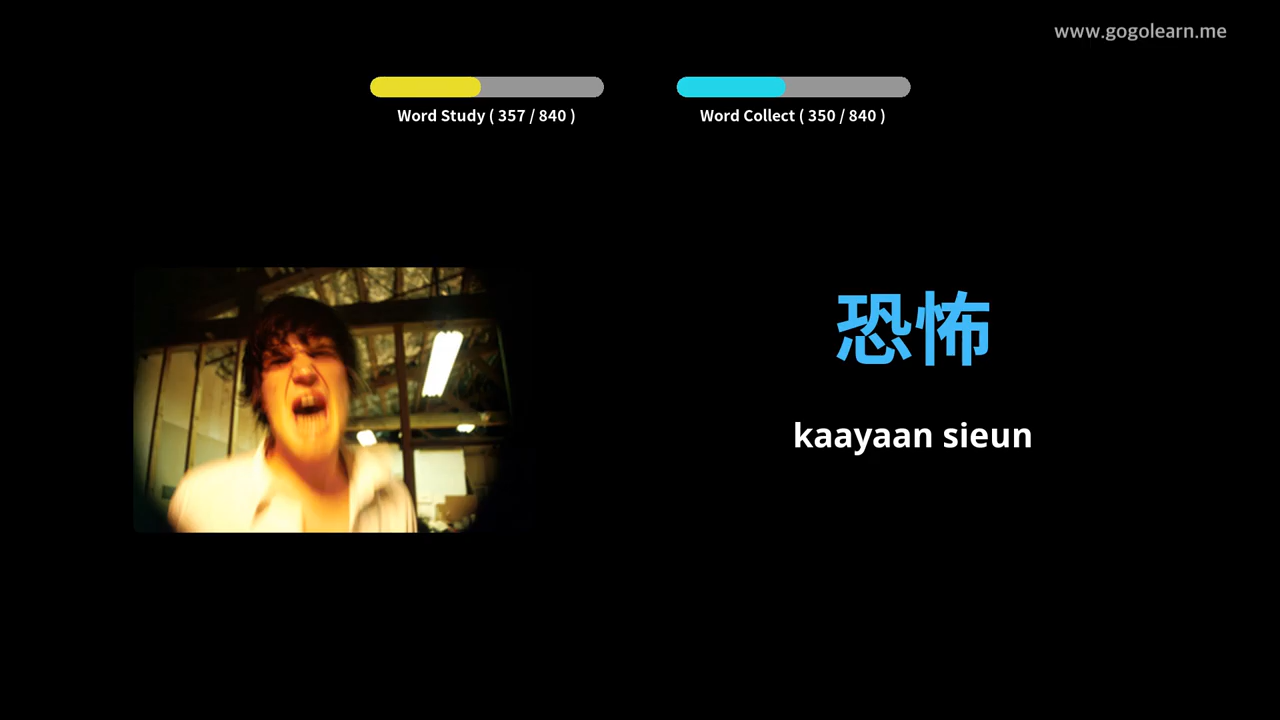 www.gogolearn.me
Word Study ( 357 / 840 )
Word Collect ( 350 / 840 )
恐怖
kaayaan sieun